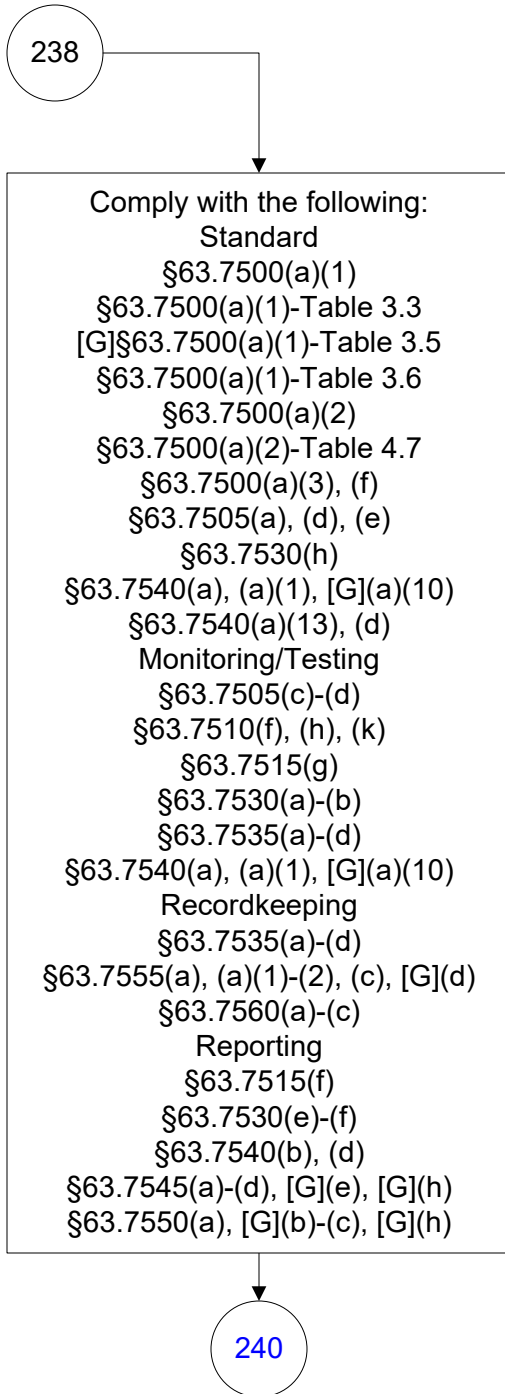 238
Comply with the following:
Standard
§63.7500(a)(1)
§63.7500(a)(1)-Table 3.3
[G]§63.7500(a)(1)-Table 3.5
§63.7500(a)(1)-Table 3.6
§63.7500(a)(2)
§63.7500(a)(2)-Table 4.7
§63.7500(a)(3), (f)
§63.7505(a), (d), (e)
§63.7530(h)
§63.7540(a), (a)(1), [G](a)(10)
§63.7540(a)(13), (d)
Monitoring/Testing
§63.7505(c)-(d)
§63.7510(f), (h), (k)
§63.7515(g)
§63.7530(a)-(b)
§63.7535(a)-(d)
§63.7540(a), (a)(1), [G](a)(10)
Recordkeeping
§63.7535(a)-(d)
§63.7555(a), (a)(1)-(2), (c), [G](d)
§63.7560(a)-(c)
Reporting
§63.7515(f)
§63.7530(e)-(f)
§63.7540(b), (d)
§63.7545(a)-(d), [G](e), [G](h)
§63.7550(a), [G](b)-(c), [G](h)
240